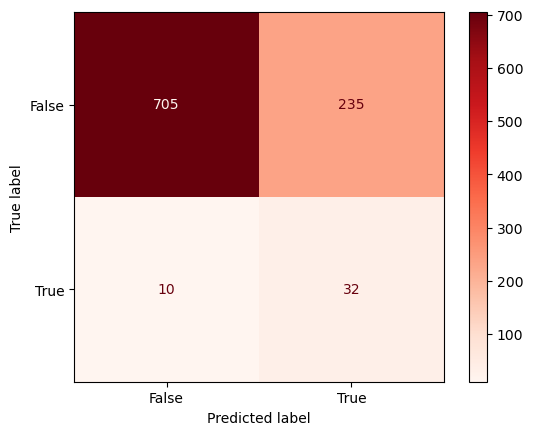 705 235
10 32
False
True
True label
False True
Predicted label
700
600
500
400
300
200
100